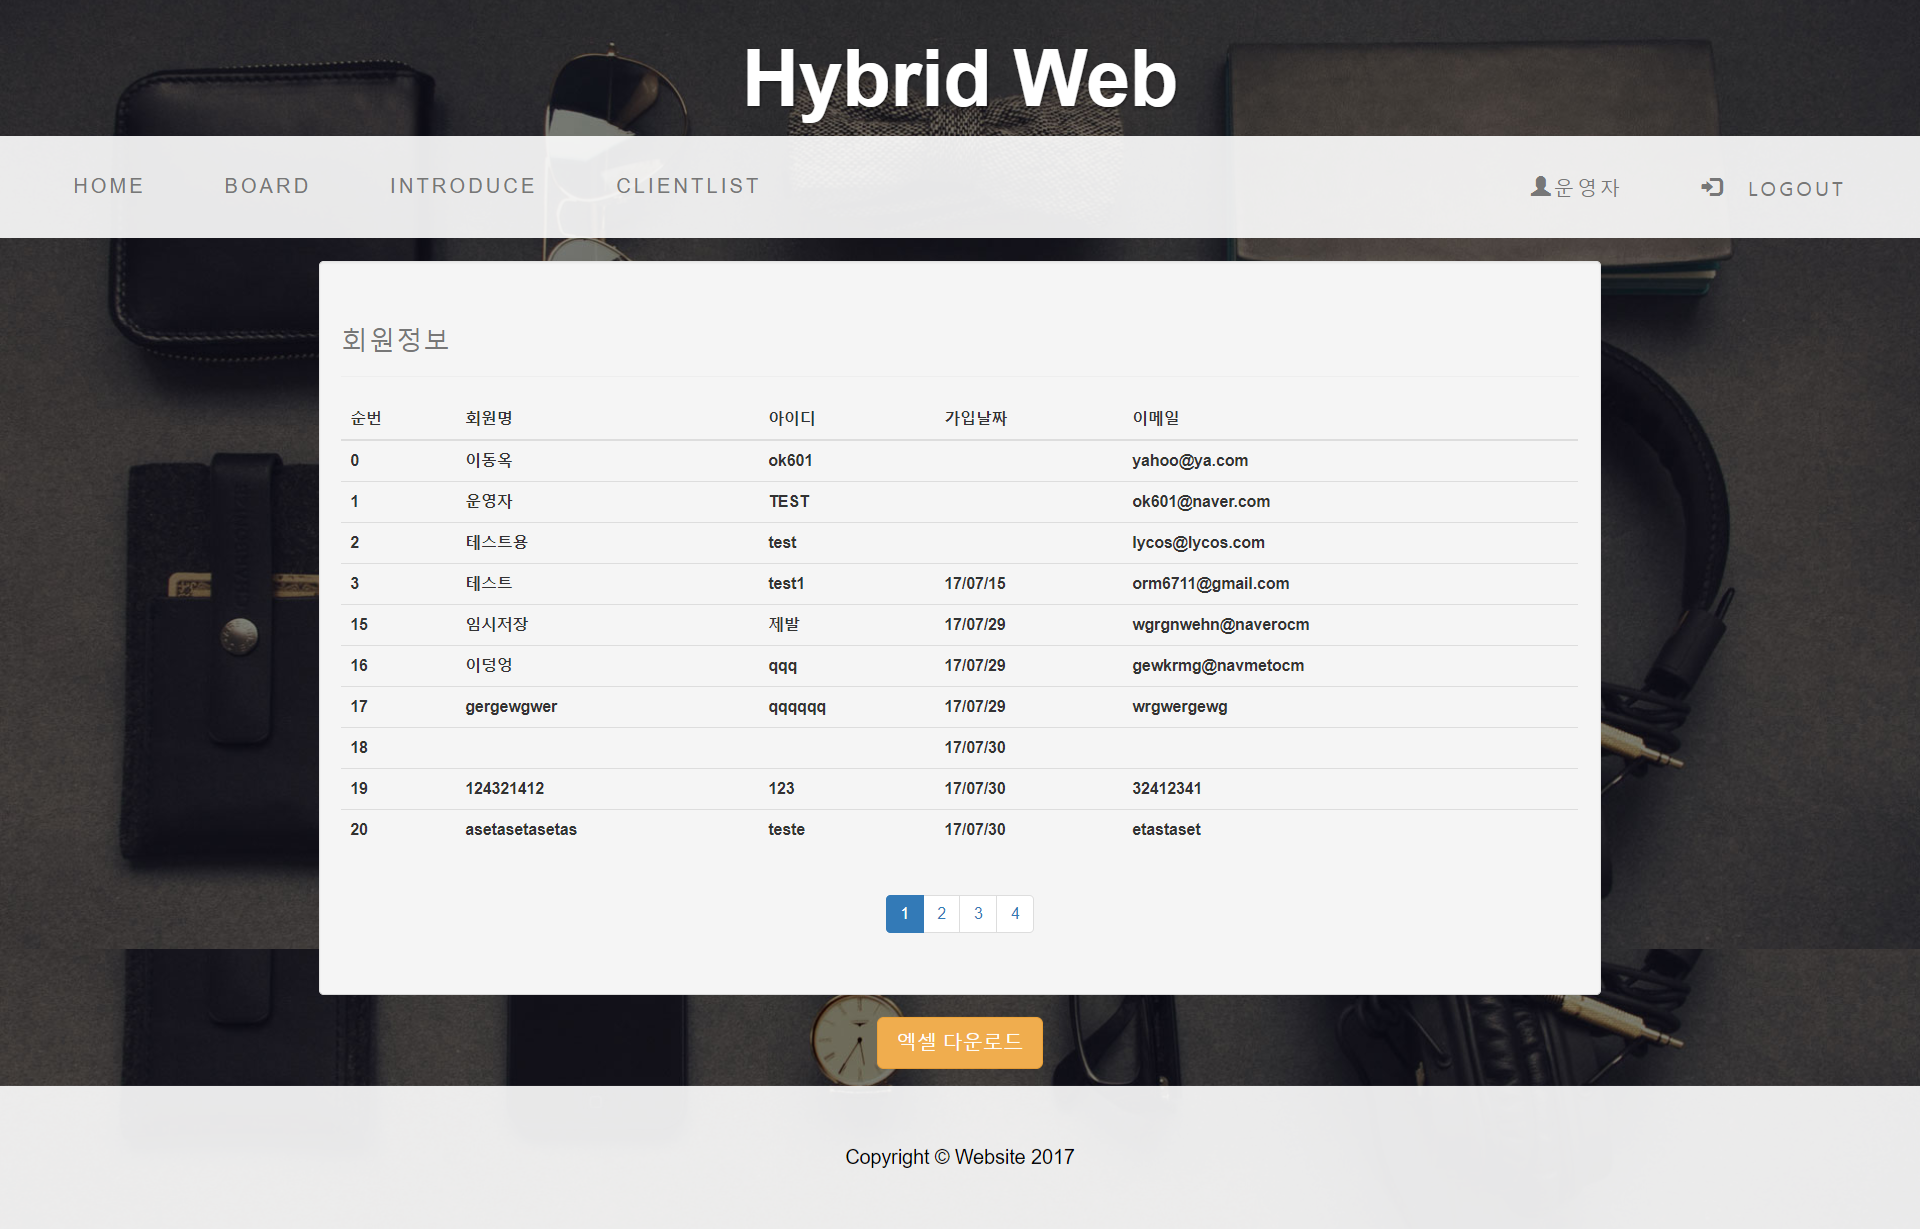 Hybrid Web
HOME BOARD INTRODUCE CLIENTLIST 운영자 LOGOUT
회원정보
순번 회원명 아이디 가입날짜 이메일
0 이동옥 ok601 yahoo@ya.com
1 운영자 TEST ok601@naver.com
2 테스트용 test lycos@lycos.com
3 테스트 test1 17/07/15 orm6711@gmail.com
15 임시저장 제발 17/07/29 wgrgnwehn@naverocm
16 이덩엉 qqq 17/07/29 gewkrmg@navmetocm
17 gergewgwer qqqqqq 17/07/29 wrgwergewg
18 17/07/30
19 124321412 123 17/07/30 32412341
20 asetasetasetas teste 17/07/30 etastaset
1 2 3 4
엑셀 다운로드
Copyright © Website 2017